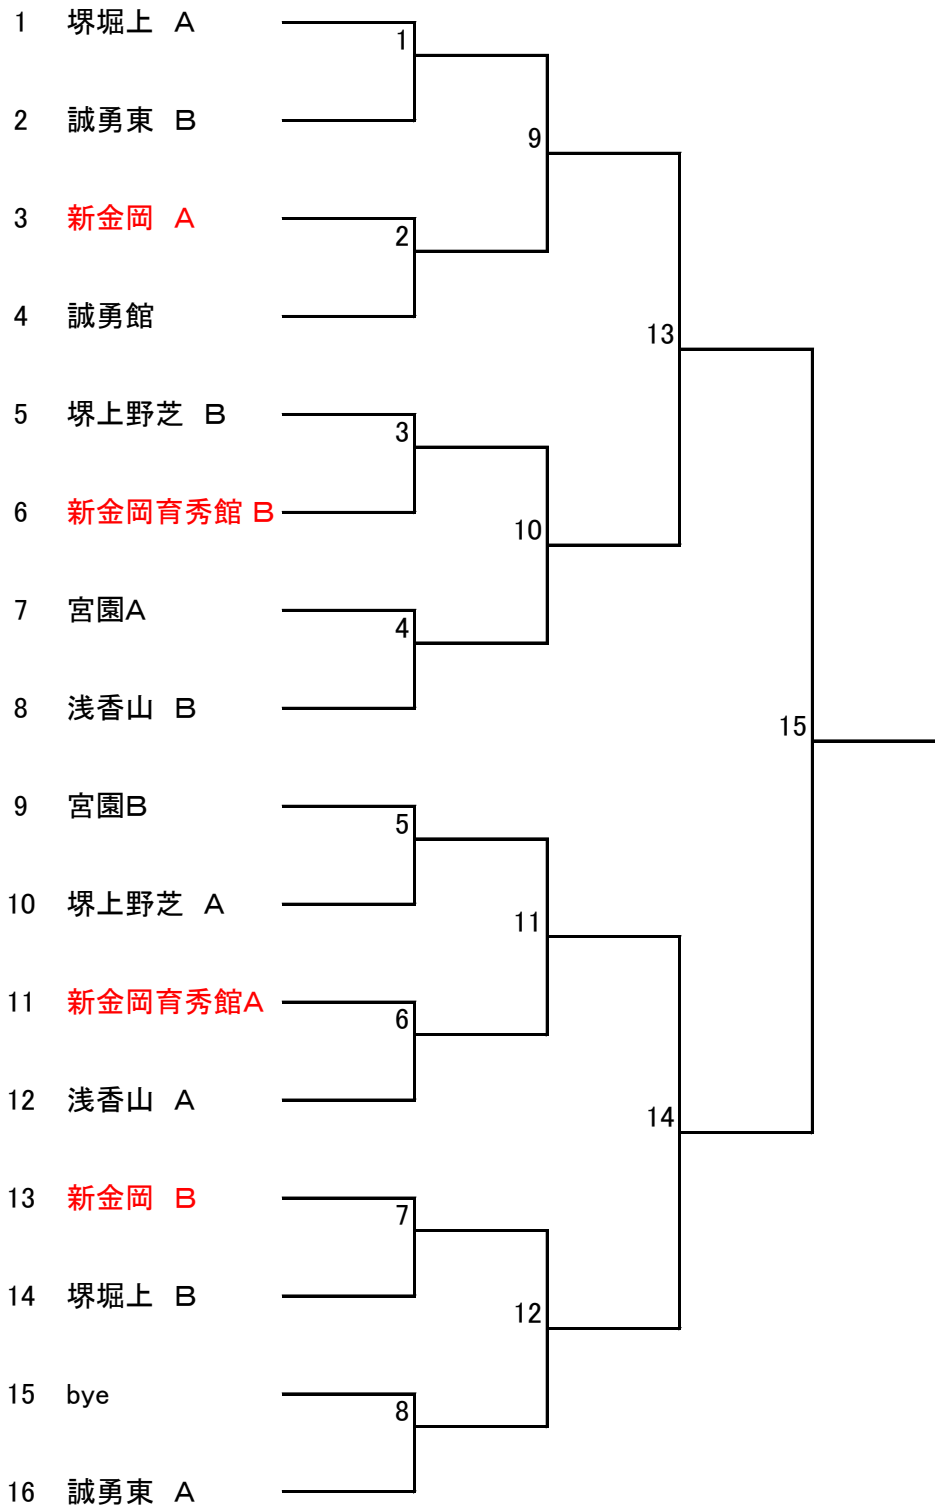 1 堺堀上 A
1
2 誠勇東 B
9
3 新金岡 A
2
4 誠勇館
13
5 堺上野芝 B
3
6 新金岡育秀館 B
10
7 宮園A
4
8 浅香山 B
15
9 宮園B
5
10 堺上野芝 A
11
11 新金岡育秀館A
6
12 浅香山 A
14
13 新金岡 B
7
14 堺堀上 B
12
15 bye
8
16 誠勇東 A